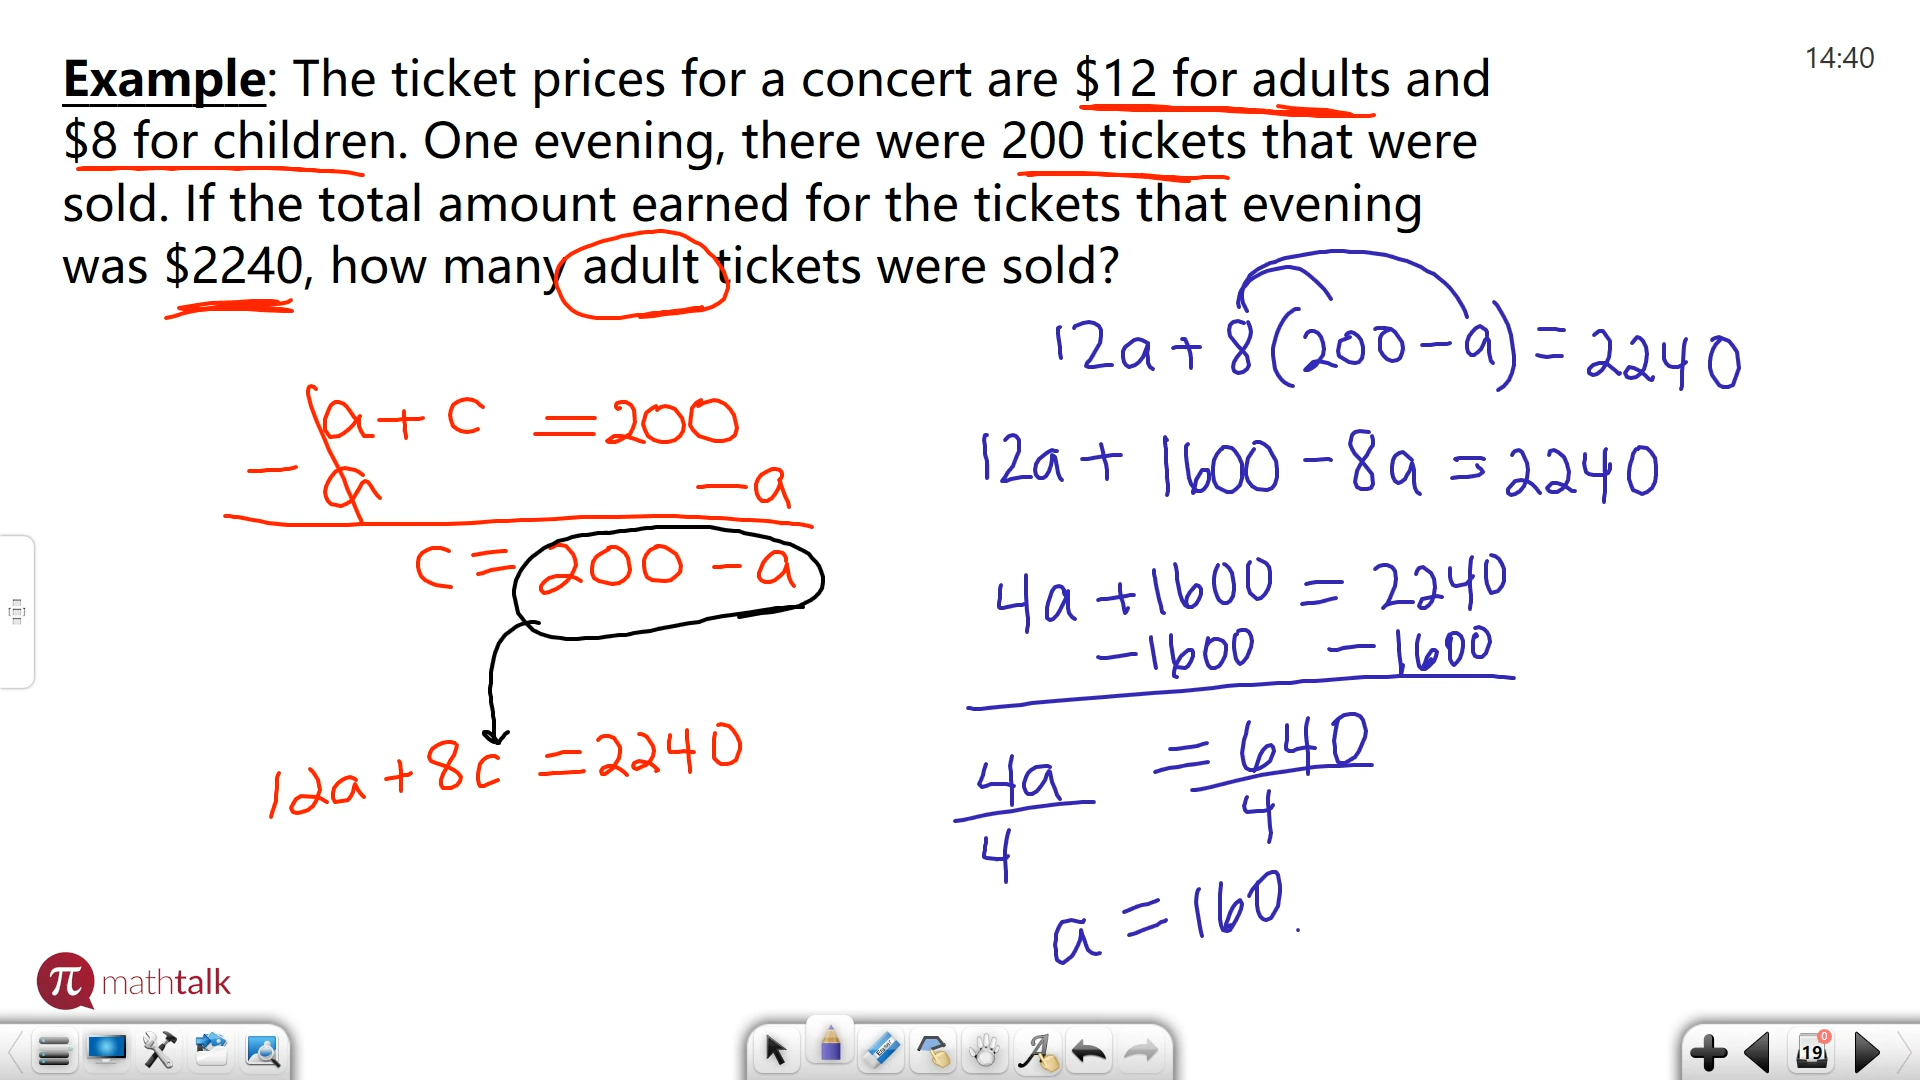 14:40
Example: The ticket prices for a concert are $12 for adults and
$8 for children. One evening, there were 200 tickets that were
sold. If the total amount earned for the tickets that evening
was $2240, how many adult tickets were sold?
a + c = 200
- a - a
c = 200 - a
12a + 8c = 2240
12a + 8(200 - a) = 2240
12a + 1600 - 8a = 2240
4a + 1600 = 2240
- 1600 - 1600
4a = 640
4 4
a = 160.
π mathtalk
Eraser
A
0
19